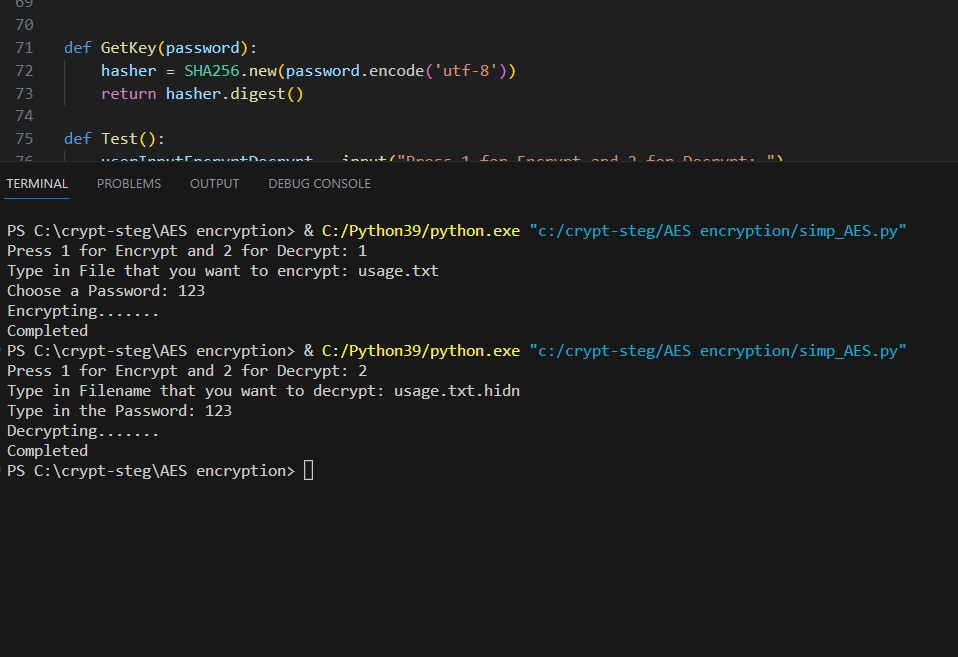 69
70
71 def GetKey(password):
72 hasher = SHA256.new(password.encode('utf-8'))
73 return hasher.digest()
74
75 def Test():
76 userInputEncryptDecrypt = input("Press 1 for Encrypt and 2 for Decrypt: ")
TERMINAL PROBLEMS OUTPUT DEBUG CONSOLE
PS C:\crypt-steg\AES encryption> & C:/Python39/python.exe "c:/crypt-steg/AES encryption/simp_AES.py"
Press 1 for Encrypt and 2 for Decrypt: 1
Type in File that you want to encrypt: usage.txt
Choose a Password: 123
Encrypting.......
Completed
PS C:\crypt-steg\AES encryption> & C:/Python39/python.exe "c:/crypt-steg/AES encryption/simp_AES.py"
Press 1 for Encrypt and 2 for Decrypt: 2
Type in Filename that you want to decrypt: usage.txt.hidn
Type in the Password: 123
Decrypting.......
Completed
PS C:\crypt-steg\AES encryption>